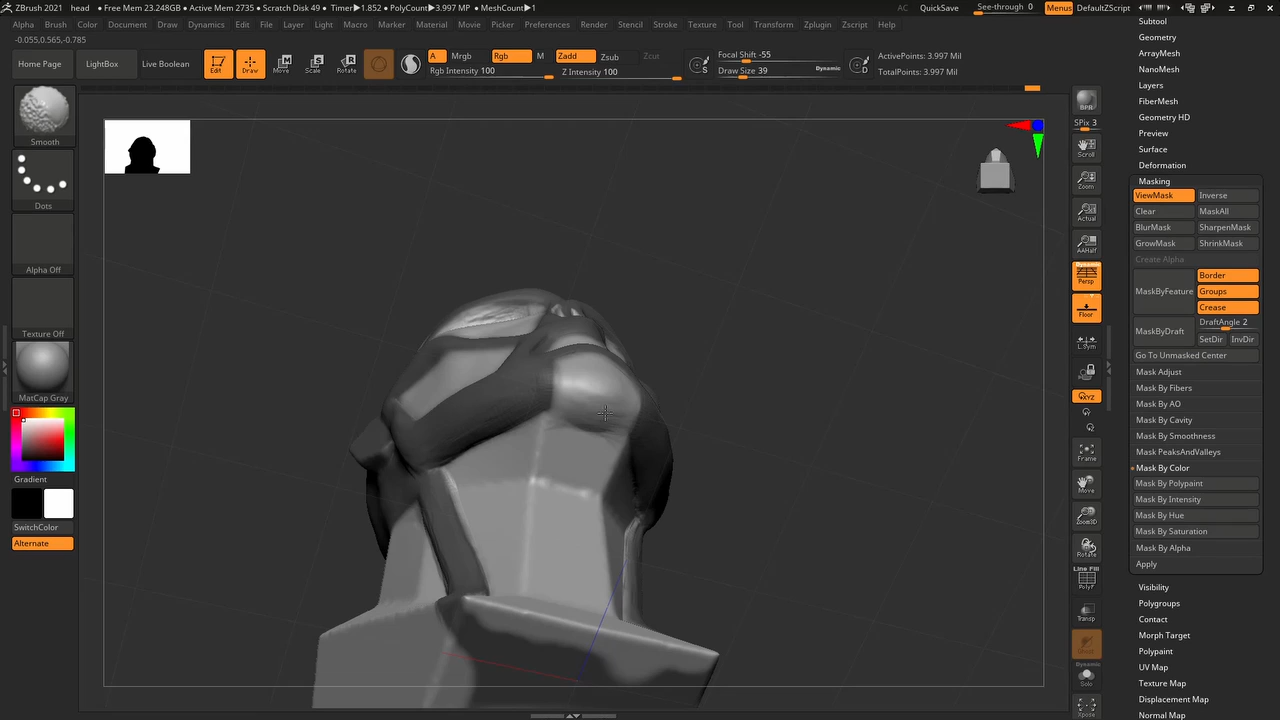 ZBrush 2021 head • Free Mem 23.248GB • Active Mem 2735 • Scratch Disk 49 • Timer▶1.852 • PolyCount▶3.997 MP • MeshCount▶1 AC QuickSave See-through 0 Menus DefaultZScript
Alpha Brush Color Document Draw Dynamics Edit File Layer Light Macro Marker Material Movie Picker Preferences Render Stencil Stroke Texture Tool Transform Zplugin Zscript Help
-0.055,0.565,-0.785
Home Page LightBox Live Boolean Edit Draw Move Scale Rotate
A Mrgb Rgb M Zadd Zsub Zcut
Rgb Intensity 100 Z Intensity 100
S Focal Shift -55
Draw Size 39 Dynamic D
ActivePoints: 3.997 Mil
TotalPoints: 3.997 Mil
Smooth
Dots
Alpha Off
Texture Off
MatCap Gray
Gradient
SwitchColor
Alternate
BPR
SPix 3
Scroll
Zoom
Actual
AAHalf
Dynamic
Persp
Floor
L.Sym
XYZ
Frame
Move
Zoom3D
Rotate
Line Fill
PolyF
Transp
Dynamic
Solo
Xpose
Subtool
Geometry
ArrayMesh
NanoMesh
Layers
FiberMesh
Geometry HD
Preview
Surface
Deformation
Masking
ViewMask Inverse
Clear MaskAll
BlurMask SharpenMask
GrowMask ShrinkMask
Create Alpha
MaskByFeature Border
Groups
Crease
MaskByDraft DraftAngle 2
SetDir InvDir
Go To Unmasked Center
Mask Adjust
Mask By Fibers
Mask By AO
Mask By Cavity
Mask By Smoothness
Mask PeaksAndValleys
Mask By Color
Mask By Polypaint
Mask By Intensity
Mask By Hue
Mask By Saturation
Mask By Alpha
Apply
Visibility
Polygroups
Contact
Morph Target
Polypaint
UV Map
Texture Map
Displacement Map
Normal Map